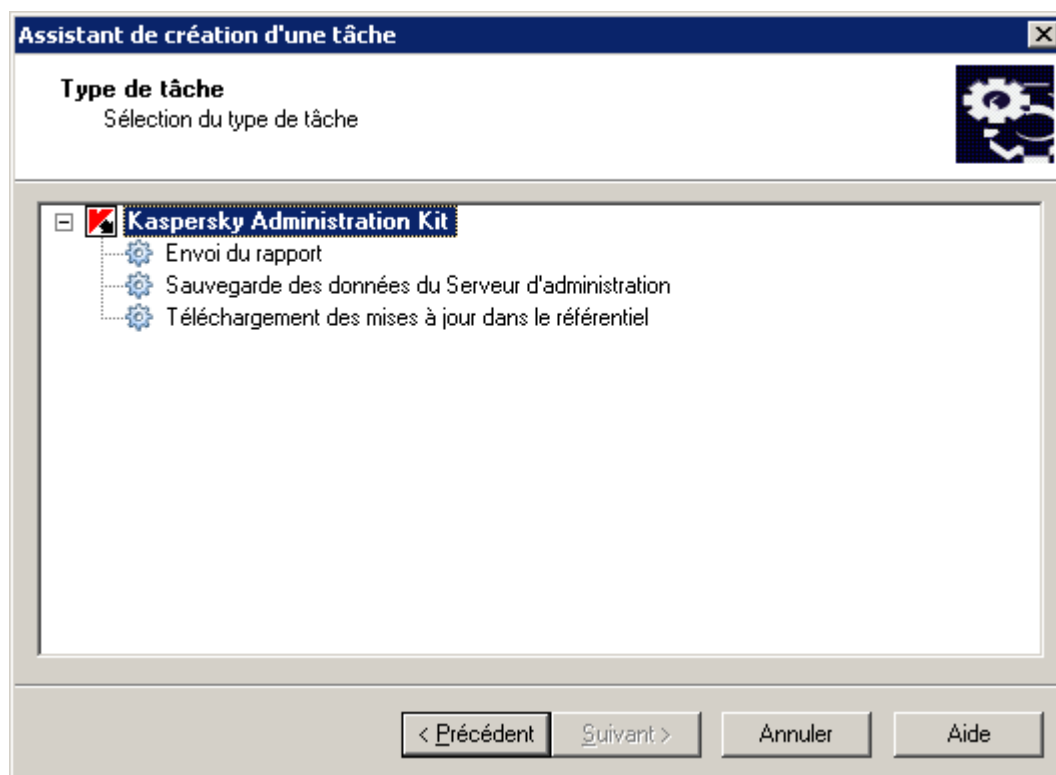 Assistant de création d'une tâche
Type de tâche
Sélection du type de tâche
Kaspersky Administration Kit
Envoi du rapport
Sauvegarde des données du Serveur d'administration
Téléchargement des mises à jour dans le référentiel
< Précédent
Suivant >
Annuler
Aide